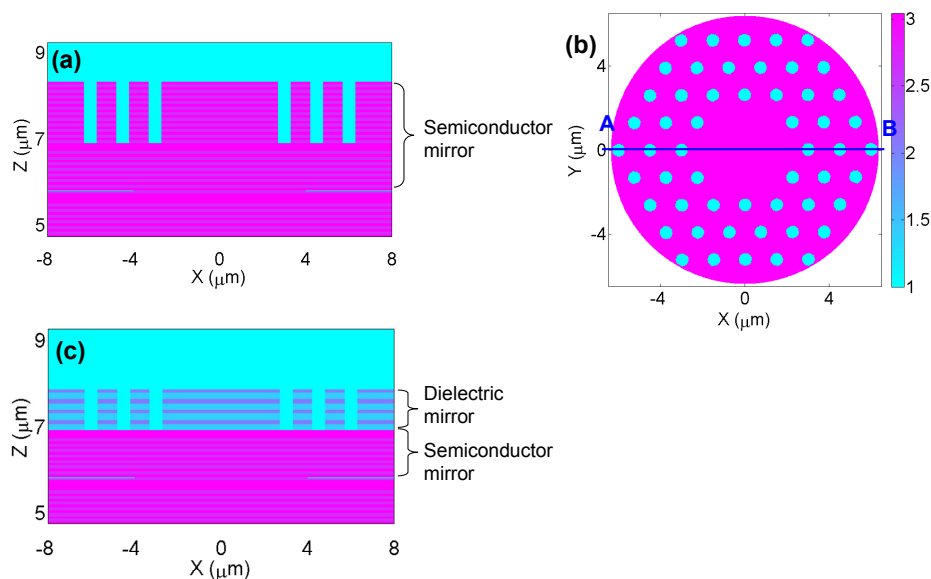 (a)
9
7
5
Z (μm)
-8
-4
0
4
8
X (μm)
Semiconductor
mirror
(b)
4
0
-4
Y (μm)
A
B
-4
0
4
X (μm)
3
2.5
2
1.5
1
(c)
9
7
5
Z (μm)
-8
-4
0
4
8
X (μm)
Dielectric
mirror
Semiconductor
mirror